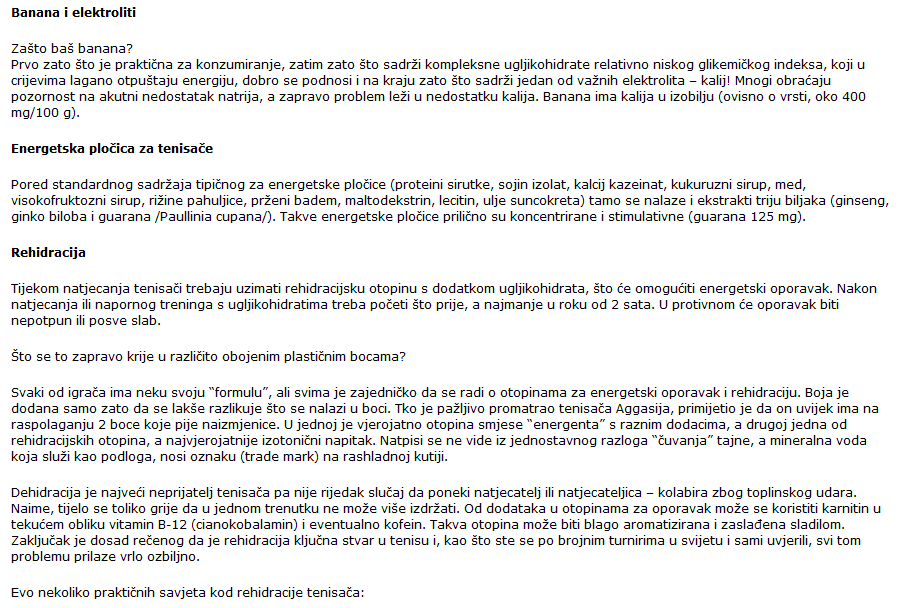 Banana i elektroliti
Zašto baš banana?
Prvo zato što je praktična za konzumiranje, zatim zato što sadrži kompleksne ugljikohidrate relativno niskog glikemičkog indeksa, koji u
crijevima lagano otpuštaju energiju, dobro se podnosi i na kraju zato što sadrži jedan od važnih elektrolita – kalij! Mnogi obraćaju
pozornost na akutni nedostatak natrija, a zapravo problem leži u nedostatku kalija. Banana ima kalija u izobilju (ovisno o vrsti, oko 400
mg/100 g).
Energetska pločica za tenisače
Pored standardnog sadržaja tipičnog za energetske pločice (proteini sirutke, sojin izolat, kalcij kazeinat, kukuruzni sirup, med,
visokofruktozni sirup, rižine pahuljice, prženi badem, maltodekstrin, lecitin, ulje suncokreta) tamo se nalaze i ekstrakti triju biljaka (ginseng,
ginko biloba i guarana /Paullinia cupana/). Takve energetske pločice prilično su koncentrirane i stimulativne (guarana 125 mg).
Rehidracija
Tijekom natjecanja tenisači trebaju uzimati rehidracijsku otopinu s dodatkom ugljikohidrata, što će omogućiti energetski oporavak. Nakon
natjecanja ili napornog treninga s ugljikohidratima treba početi što prije, a najmanje u roku od 2 sata. U protivnom će oporavak biti
nepotpun ili posve slab.
Što se to zapravo krije u različito obojenim plastičnim bocama?
Svaki od igrača ima neku svoju “formulu”, ali svima je zajedničko da se radi o otopinama za energetski oporavak i rehidraciju. Boja je
dodana samo zato da se lakše razlikuje što se nalazi u boci. Tko je pažljivo promatrao tenisača Aggasija, primijetio je da on uvijek ima na
raspolaganju 2 boce koje pije naizmjenice. U jednoj je vjerojatno otopina smjese “energenta” s raznim dodacima, a drugoj jedna od
rehidracijskih otopina, a najvjerojatnije izotonični napitak. Natpisi se ne vide iz jednostavnog razloga “čuvanja” tajne, a mineralna voda
koja služi kao podloga, nosi oznaku (trade mark) na rashladnoj kutiji.
Dehidracija je najveći neprijatelj tenisača pa nije rijedak slučaj da poneki natjecatelj ili natjecateljica – kolabira zbog toplinskog udara.
Naime, tijelo se toliko grije da u jednom trenutku ne može više izdržati. Od dodataka u otopinama za oporavak može se koristiti karnitin u
tekućem obliku vitamin B-12 (cianokobalamin) i eventualno kofein. Takva otopina može biti blago aromatizirana i zaslađena sladilom.
Zaključak je dosad rečenog da je rehidracija ključna stvar u tenisu i, kao što ste se po brojnim turnirima u svijetu i sami uvjerili, svi tom
problemu prilaze vrlo ozbiljno.
Evo nekoliko praktičnih savjeta kod rehidracije tenisača: